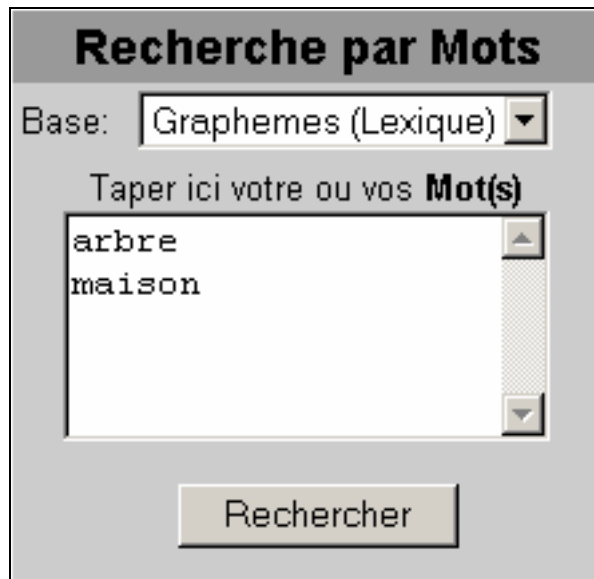 Recherche par Mots
Base: Graphemes (Lexique)
Taper ici votre ou vos Mot(s)
arbre
maison
Rechercher